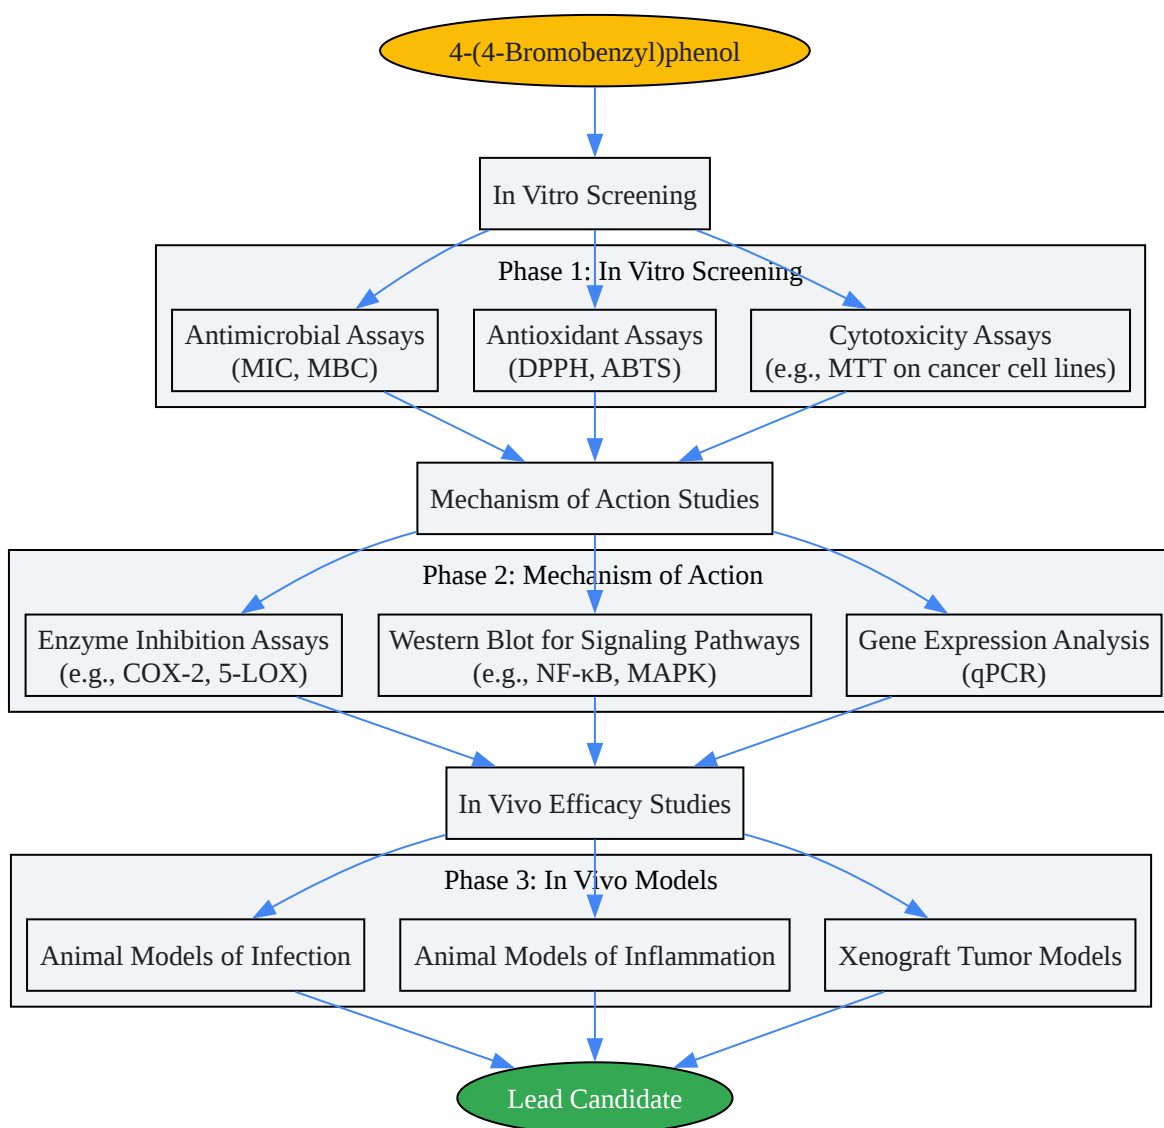 4-(4-Bromobenzyl)phenol
In Vitro Screening
Phase 1: In Vitro Screening
Antimicrobial Assays
(MIC, MBC)
Antioxidant Assays
(DPPH, ABTS)
Cytotoxicity Assays
(e.g., MTT on cancer cell lines)
Mechanism of Action Studies
Phase 2: Mechanism of Action
Enzyme Inhibition Assays
(e.g., COX-2, 5-LOX)
Western Blot for Signaling Pathways
(e.g., NF-κB, MAPK)
Gene Expression Analysis
(qPCR)
In Vivo Efficacy Studies
Phase 3: In Vivo Models
Animal Models of Infection
Animal Models of Inflammation
Xenograft Tumor Models
Lead Candidate